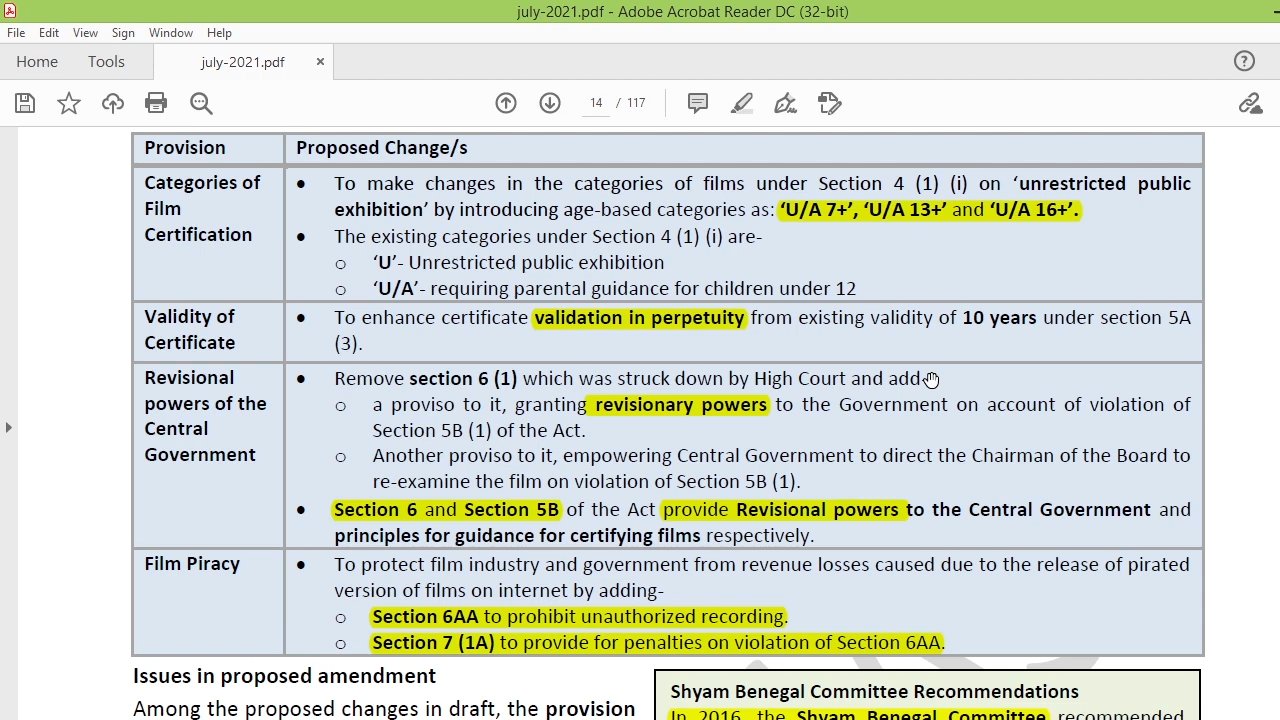 july-2021.pdf - Adobe Acrobat Reader DC (32-bit)
File Edit View Sign Window Help
Home Tools july-2021.pdf ×
14 / 117
Provision Proposed Change/s
Categories of Film Certification
• To make changes in the categories of films under Section 4 (1) (i) on ‘unrestricted public
exhibition’ by introducing age-based categories as: ‘U/A 7+’, ‘U/A 13+’ and ‘U/A 16+’.
• The existing categories under Section 4 (1) (i) are-
o ‘U’- Unrestricted public exhibition
o ‘U/A’- requiring parental guidance for children under 12
Validity of Certificate
• To enhance certificate validation in perpetuity from existing validity of 10 years under section 5A
(3).
Revisional powers of the Central Government
• Remove section 6 (1) which was struck down by High Court and add
o a proviso to it, granting revisionary powers to the Government on account of violation of
Section 5B (1) of the Act.
o Another proviso to it, empowering Central Government to direct the Chairman of the Board to
re-examine the film on violation of Section 5B (1).
• Section 6 and Section 5B of the Act provide Revisional powers to the Central Government and
principles for guidance for certifying films respectively.
Film Piracy
• To protect film industry and government from revenue losses caused due to the release of pirated
version of films on internet by adding-
o Section 6AA to prohibit unauthorized recording.
o Section 7 (1A) to provide for penalties on violation of Section 6AA.
Issues in proposed amendment
Among the proposed changes in draft, the provision
Shyam Benegal Committee Recommendations
In 2016, the Shyam Benegal Committee recommended